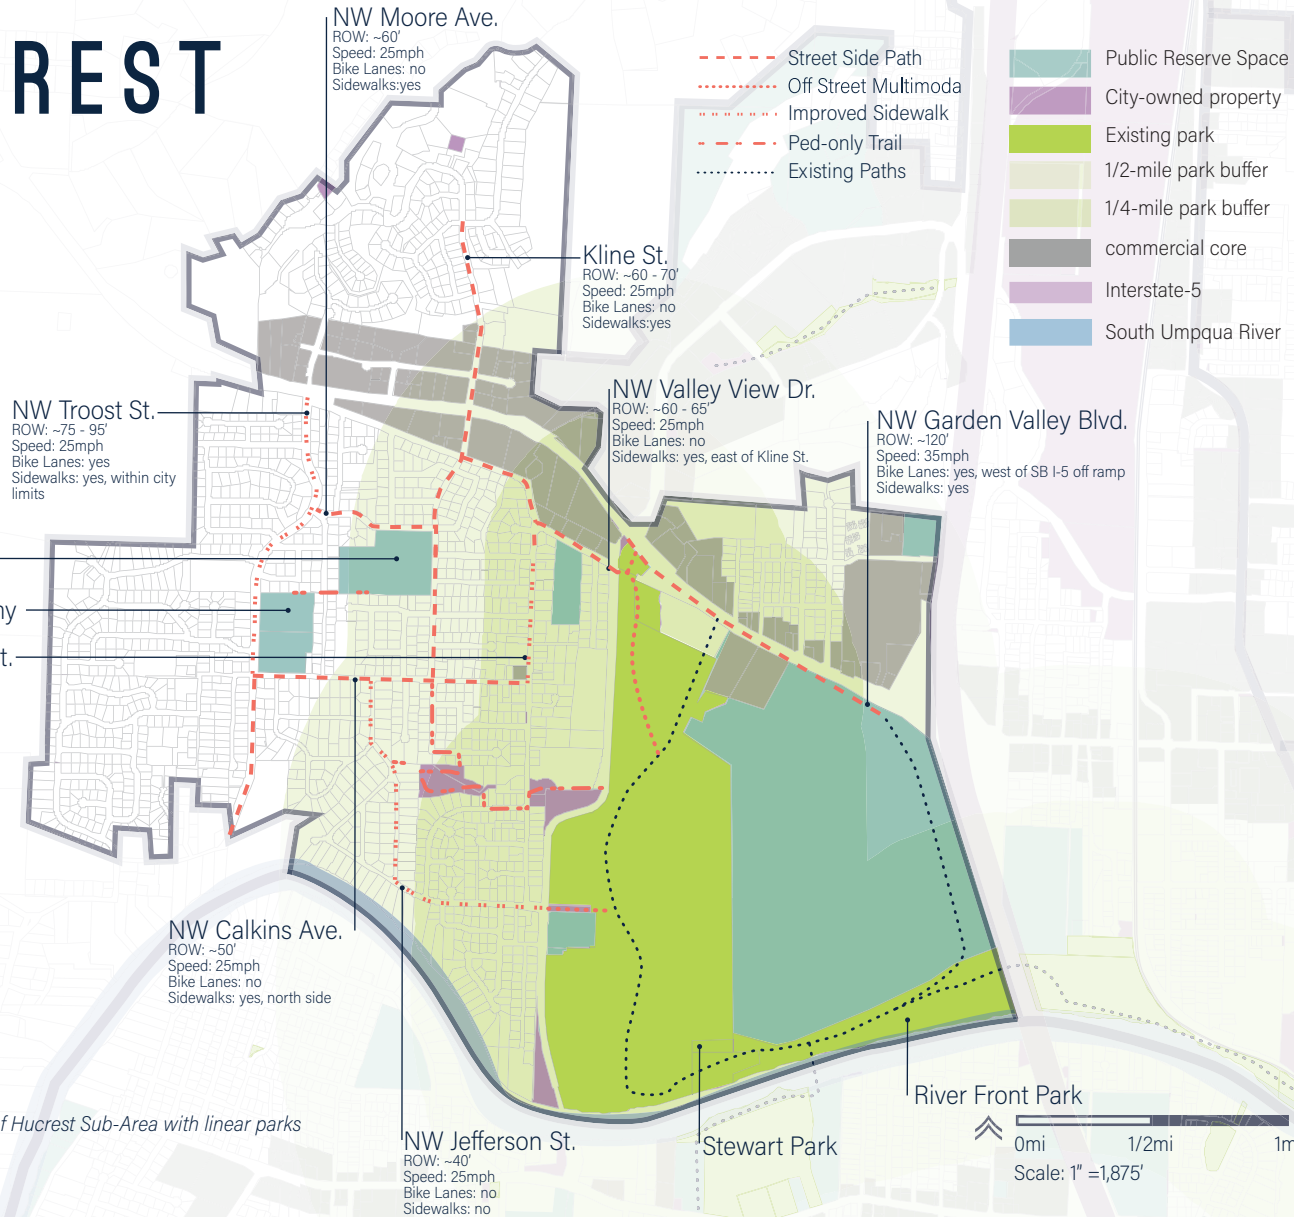 REST
NW Moore Ave.
ROW: ~60'
Speed: 25mph
Bike Lanes: no
Sidewalks:yes
Street Side Path
Off Street Multimoda
Improved Sidewalk
Ped-only Trail
Existing Paths
Public Reserve Space
City-owned property
Existing park
1/2-mile park buffer
1/4-mile park buffer
commercial core
Interstate-5
South Umpqua River
Kline St.
ROW: ~60 - 70'
Speed: 25mph
Bike Lanes: no
Sidewalks:yes
NW Valley View Dr.
ROW: ~60 - 65'
Speed: 25mph
Bike Lanes: no
Sidewalks: yes, east of Kline St.
NW Troost St.
ROW: ~75 - 95'
Speed: 25mph
Bike Lanes: yes
Sidewalks: yes, within city
limits
NW Garden Valley Blvd.
ROW: ~120'
Speed: 35mph
Bike Lanes: yes, west of SB I-5 off ramp
Sidewalks: yes
ny
t.
NW Calkins Ave.
ROW: ~50'
Speed: 25mph
Bike Lanes: no
Sidewalks: yes, north side
f Hucrest Sub-Area with linear parks
NW Jefferson St.
ROW: ~40'
Speed: 25mph
Bike Lanes: no
Sidewalks: no
Stewart Park
River Front Park
0mi 1/2mi 1m
Scale: 1" =1,875'